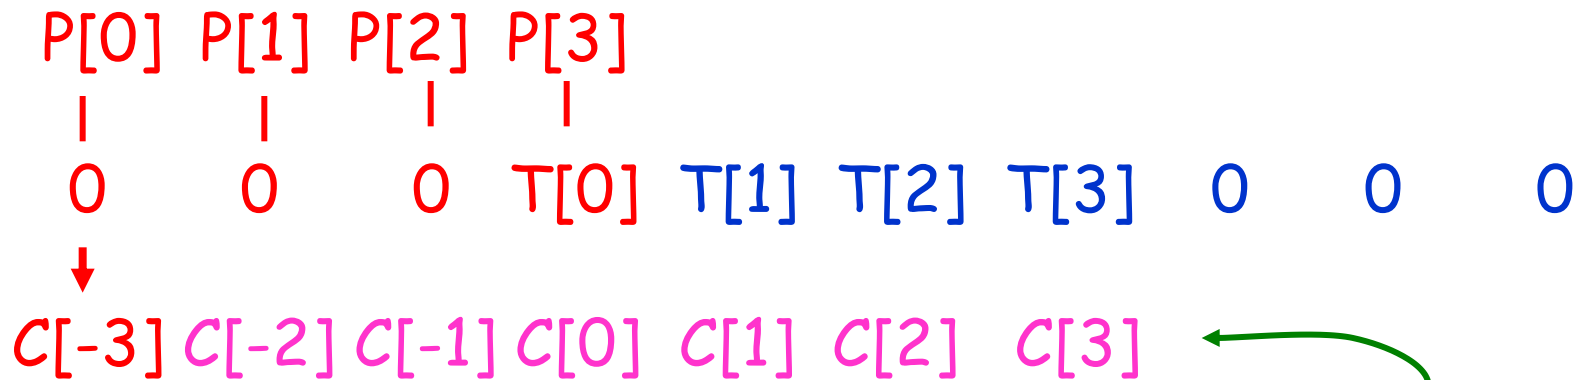 P[0] P[1] P[2] P[3]
0 0 0 T[0] T[1] T[2] T[3] 0 0 0
C[-3] C[-2] C[-1] C[0] C[1] C[2] C[3]